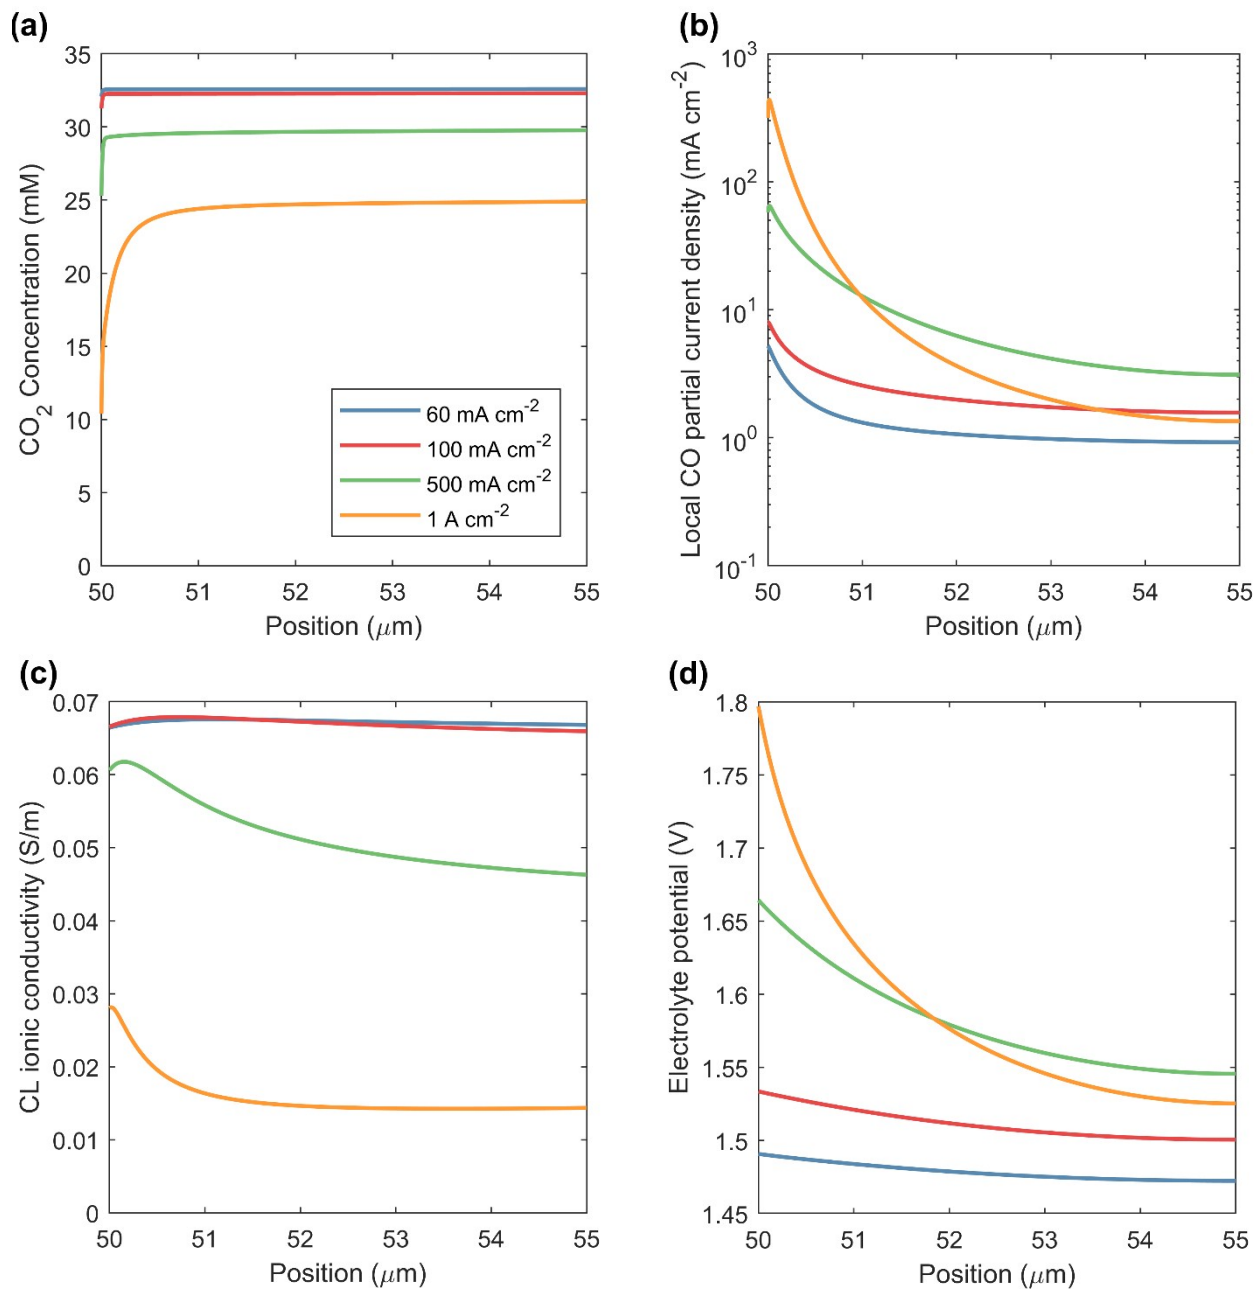 (a)
35
30
25
20
15
10
5
0
CO2 Concentration (mM)
60 mA cm-2
100 mA cm-2
500 mA cm-2
1 A cm-2
50 51 52 53 54 55
Position (μm)
(b)
10^3
10^2
10^1
10^0
10^-1
Local CO partial current density (mA cm-2)
50 51 52 53 54 55
Position (μm)
(c)
0.07
0.06
0.05
0.04
0.03
0.02
0.01
0
CL ionic conductivity (S/m)
50 51 52 53 54 55
Position (μm)
(d)
1.8
1.75
1.7
1.65
1.6
1.55
1.5
1.45
Electrolyte potential (V)
50 51 52 53 54 55
Position (μm)